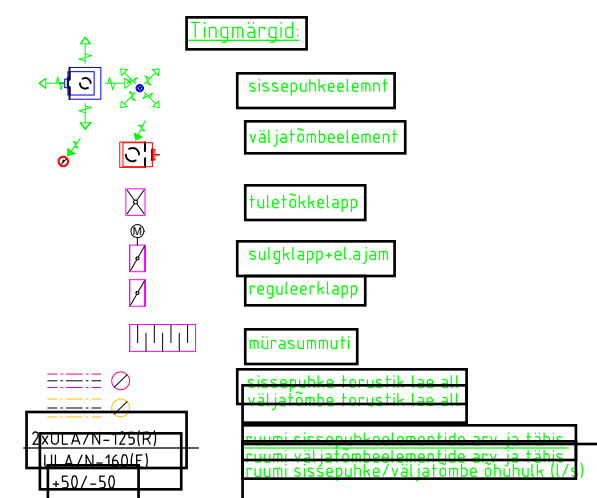 Tingmärgid:
sissepuhkeelemnt
väljatõmbeelement
tuletõkkelapp
M
sulgklapp+el.ajam
reguleerklapp
mürasummuti
sissepuhke torustik lae all
väljatõmbe torustik lae all
2xULA/N-125(R)
ruumi sissepuhkeelementide arv ja tähis
ULA/N-160(E)
ruumi väljatõmbeelementide arv ja tähis
ruumi sissepuhke/väljatõmbe õhuhulk (l/s)
+50/-50